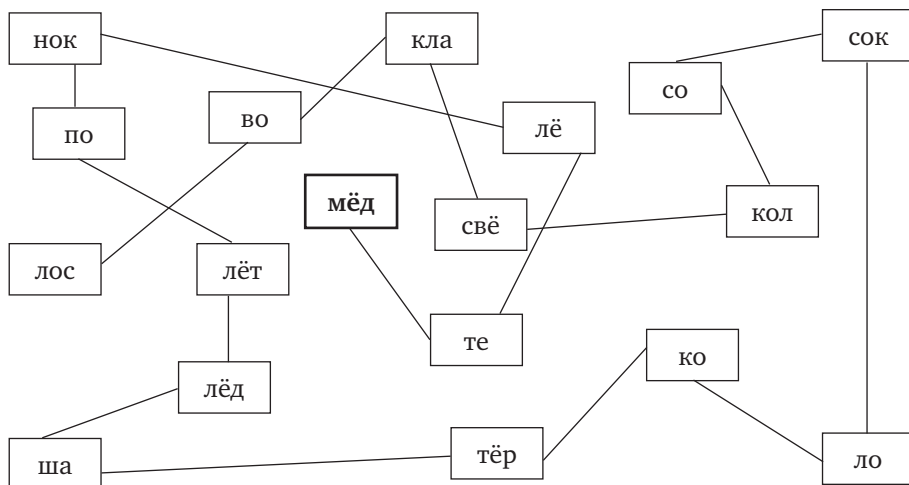 нок
кла
сок
со
во
лё
по
мёд
кол
свё
лос
лёт
те
ко
лёд
тёр
ша
ло